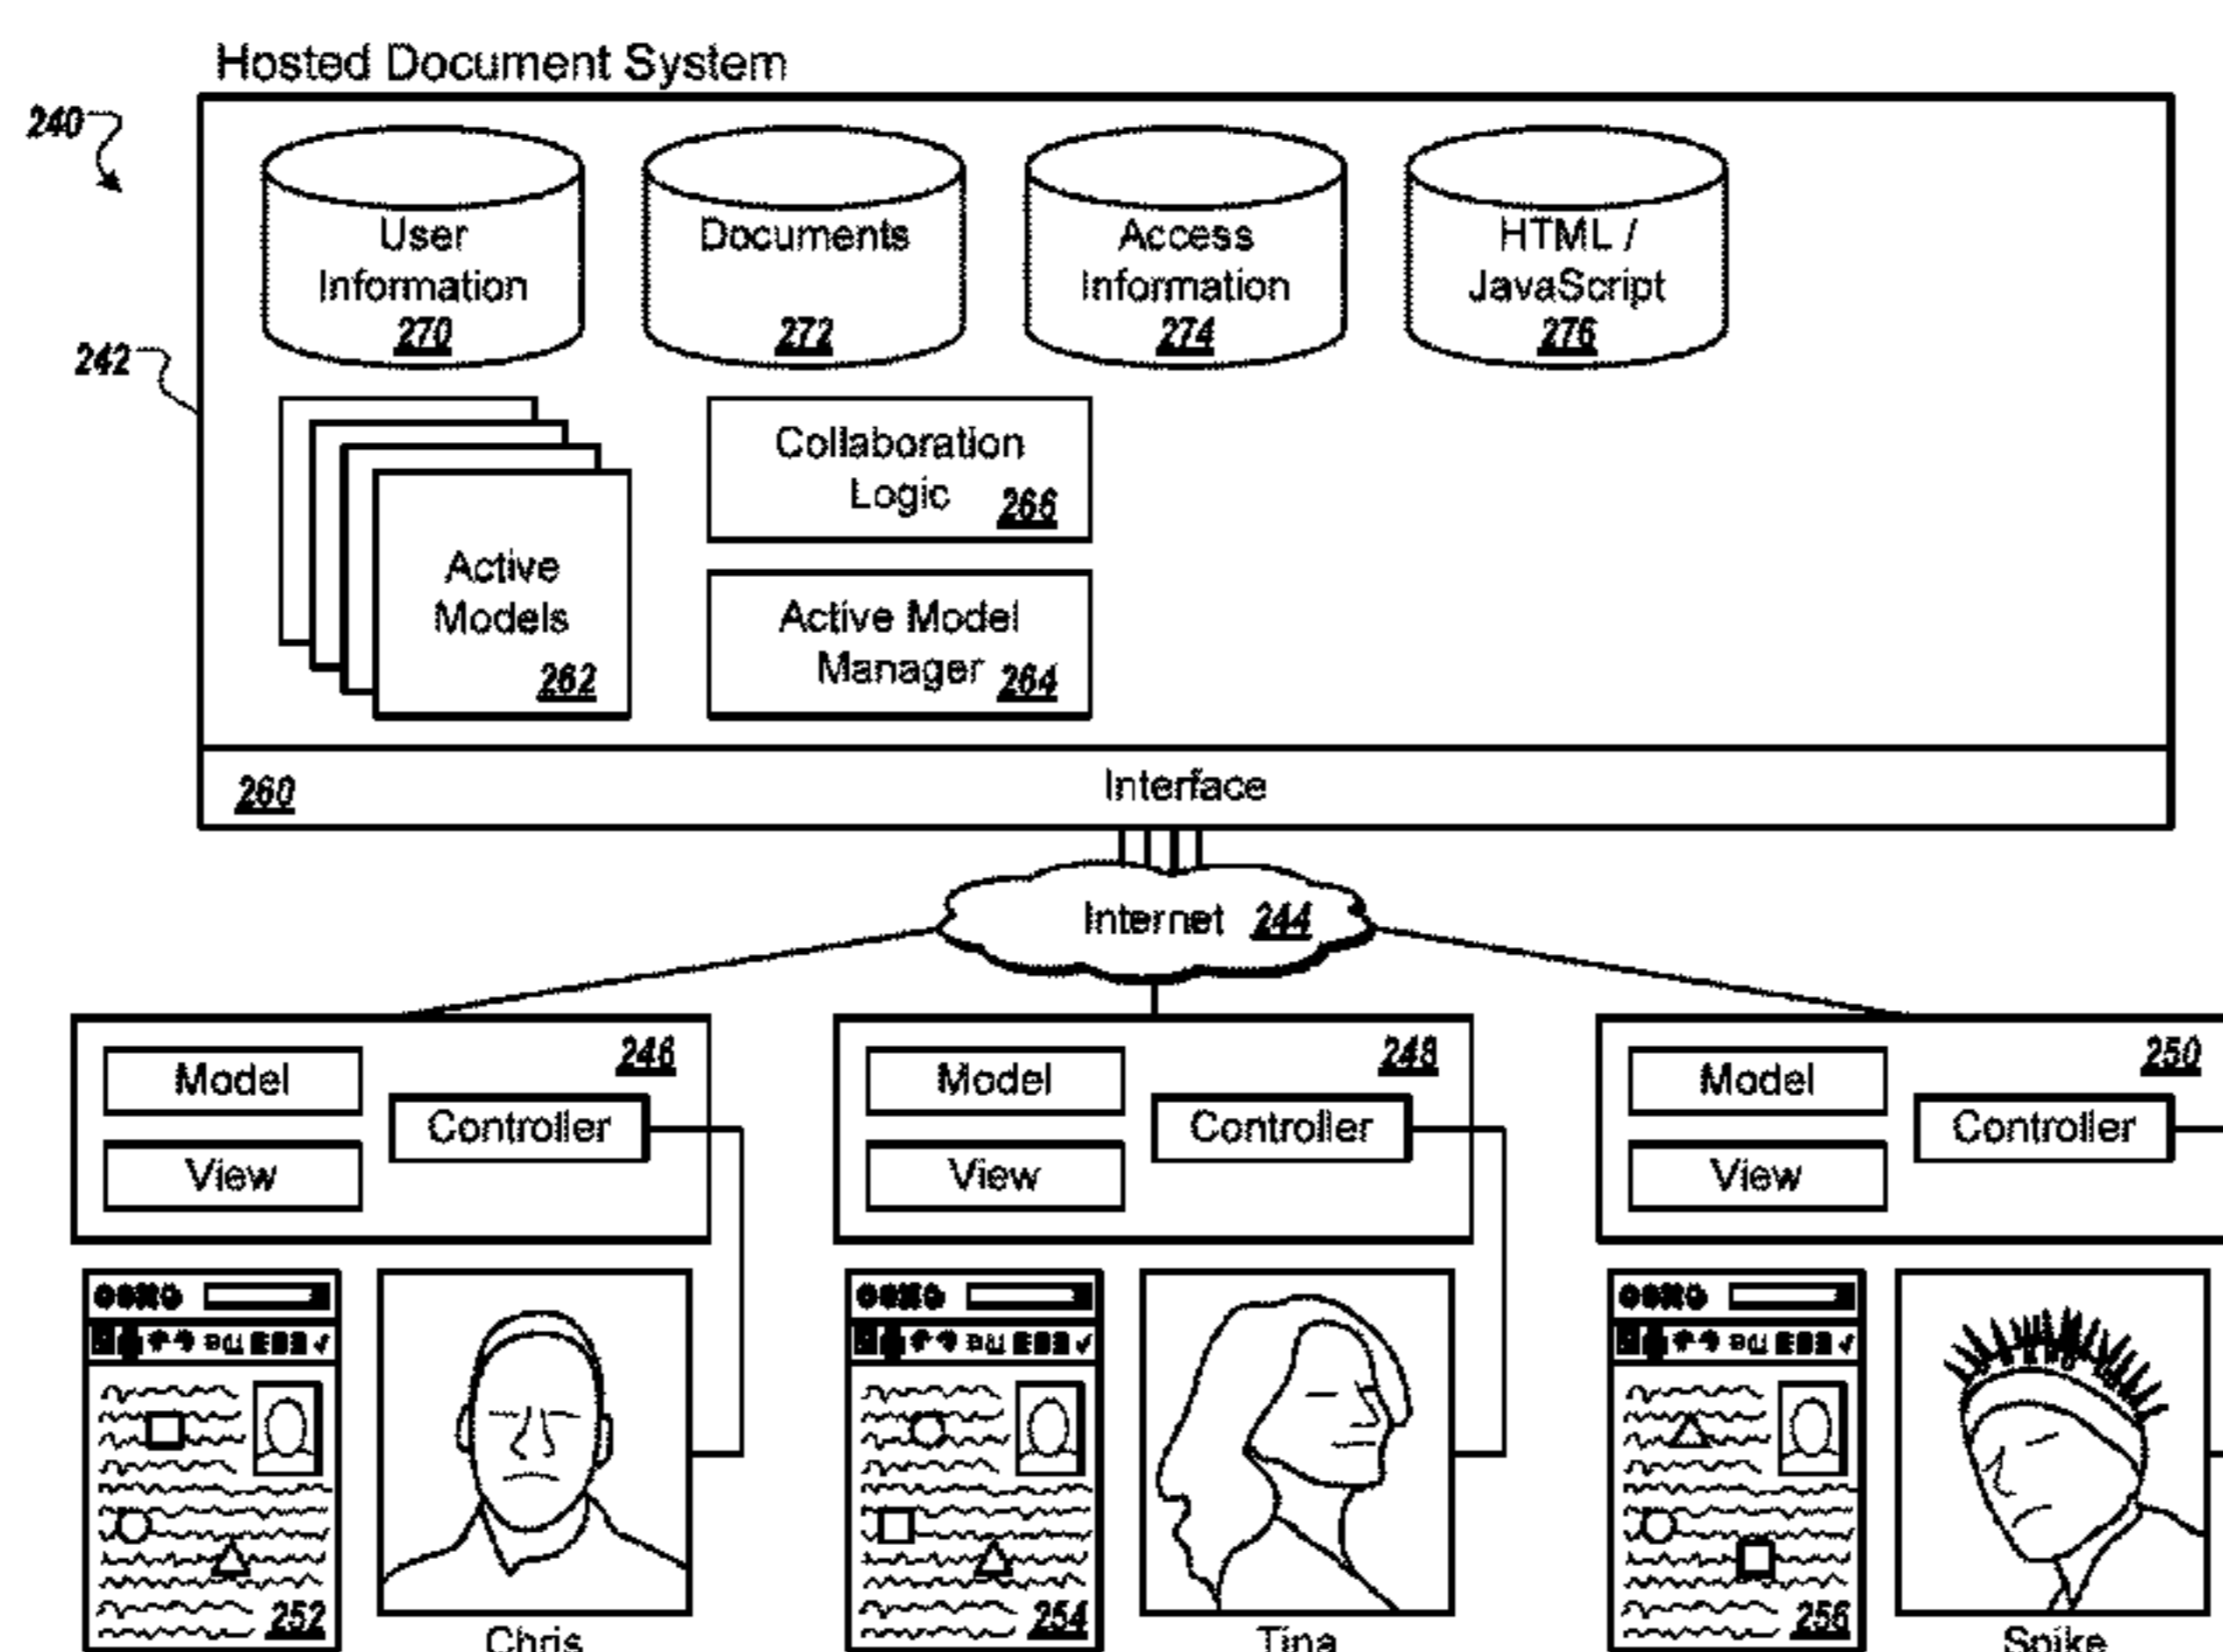 Hosted Document System
240
User
Information
270
Documents
272
Access
Information
274
HTML /
JavaScript
276
242
Collaboration
Logic 266
Active
Models
262
Active Model
Manager 264
260 Interface
Internet 244
246
Model
Controller
View
248
Model
Controller
View
250
Model
Controller
View
252
Chris
254
Tina
256
Spike